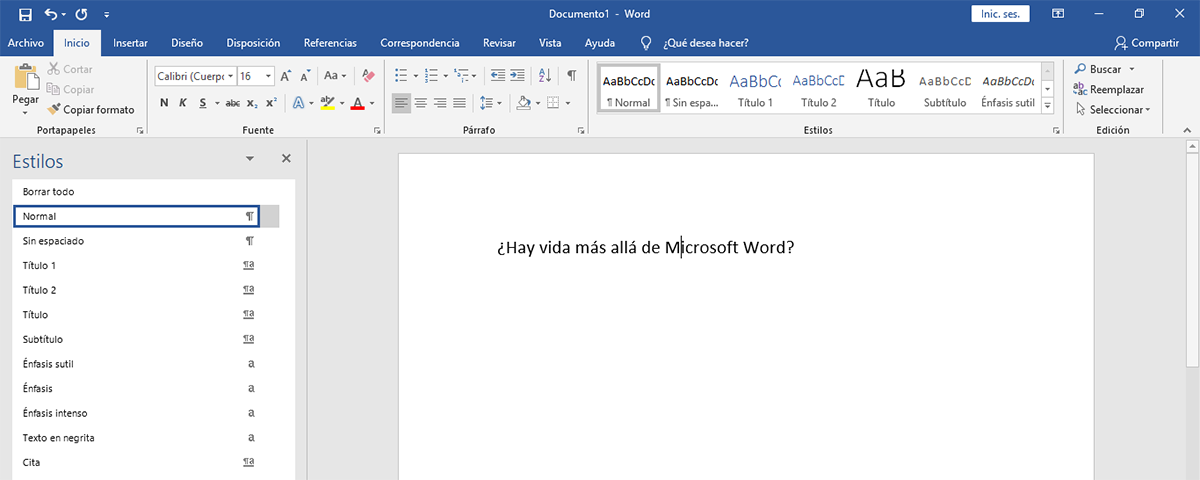 Documento1 - Word
Inic. ses.
Archivo Inicio Insertar Diseño Disposición Referencias Correspondencia Revisar Vista Ayuda ¿Qué desea hacer? Compartir
Pegar
Cortar
Copiar
Copiar formato
Portapapeles
Calibri (Cuerpo 16
Aa
N K S abc x₂ x²
Fuente
Párrafo
AaBbCcDc AaBbCcDc AaBbCc AaBbCcD AaB AaBbCcD AaBbCcDc
¶ Normal ¶ Sin espa... Título 1 Título 2 Título Subtítulo Énfasis sutil
Estilos
Buscar
Reemplazar
Seleccionar
Edición
Estilos
Borrar todo
Normal ¶
Sin espaciado ¶
Título 1 ¶a
Título 2 ¶a
Título ¶a
Subtítulo ¶a
Énfasis sutil a
Énfasis a
Énfasis intenso a
Texto en negrita a
Cita ¶a
¿Hay vida más allá de Microsoft Word?